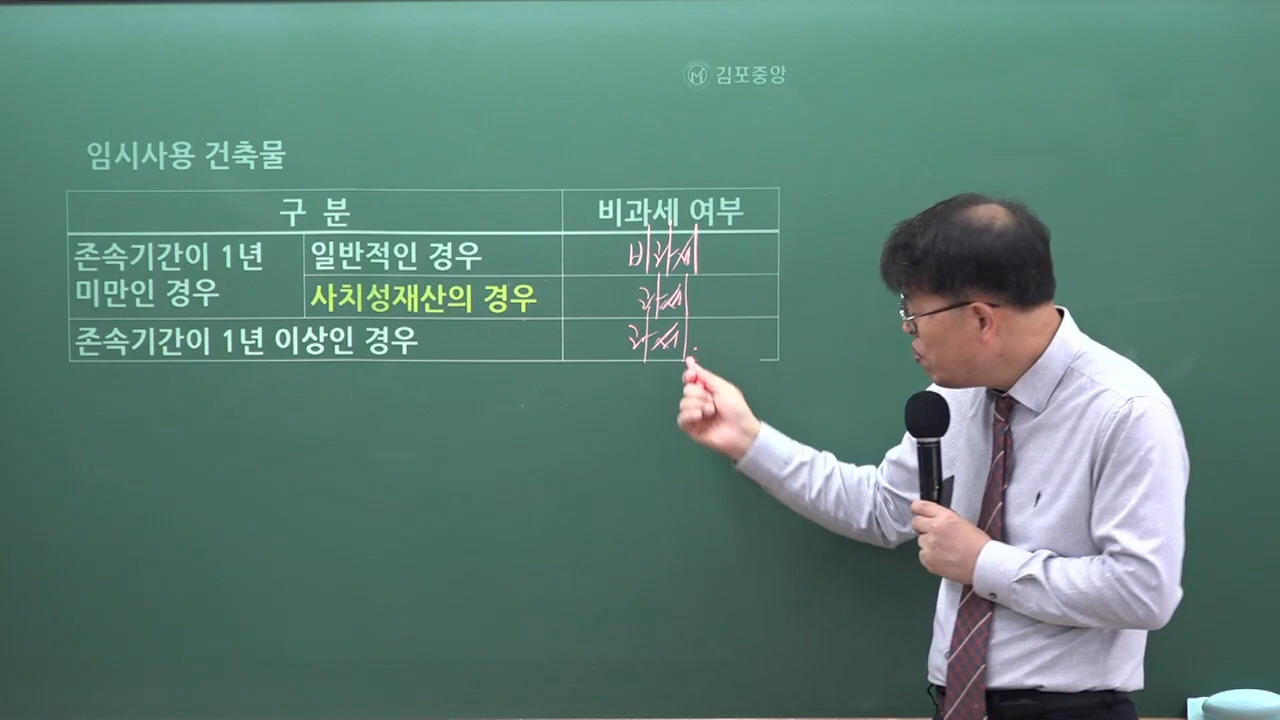 김포중앙
임시사용 건축물
구 분 비과세 여부
존속기간이 1년 미만인 경우 일반적인 경우 비과세
사치성재산의 경우 과세
존속기간이 1년 이상인 경우 과세